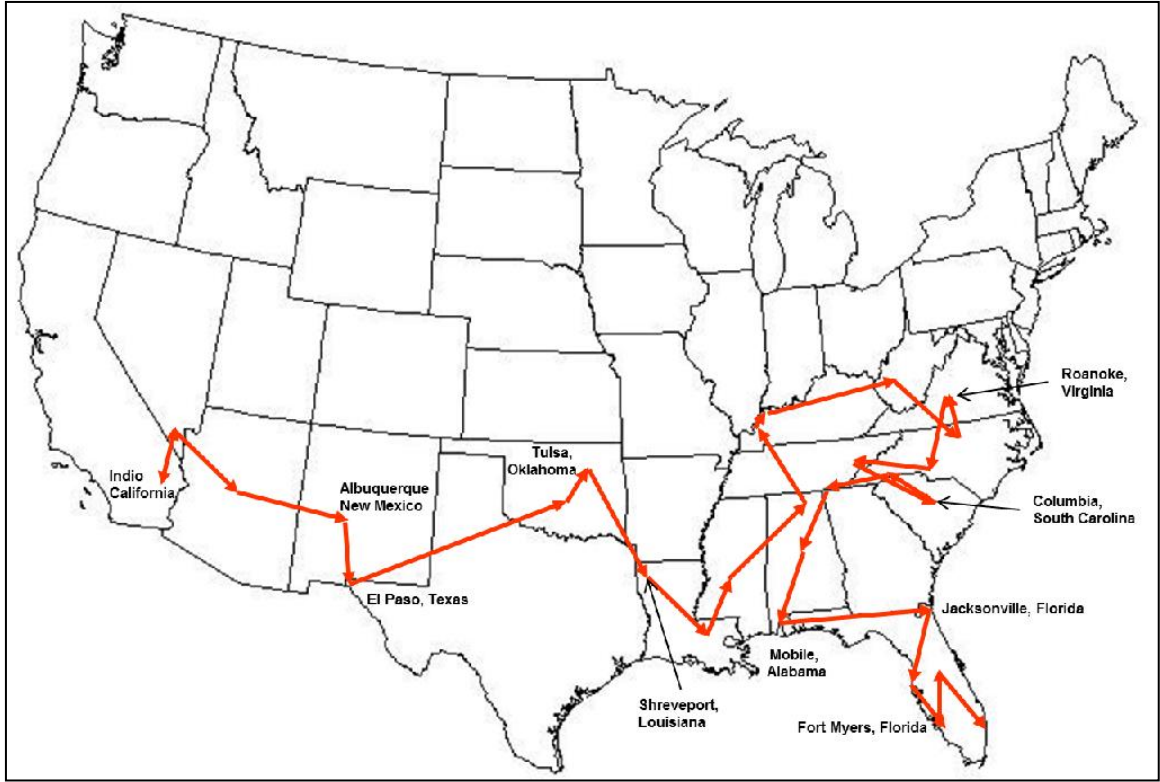 Roanoke,
Virginia
Tulsa,
Oklahoma
Indio
California
Albuquerque
New Mexico
Columbia,
South Carolina
El Paso, Texas
Jacksonville, Florida
Mobile,
Alabama
Shreveport,
Louisiana
Fort Myers, Florida